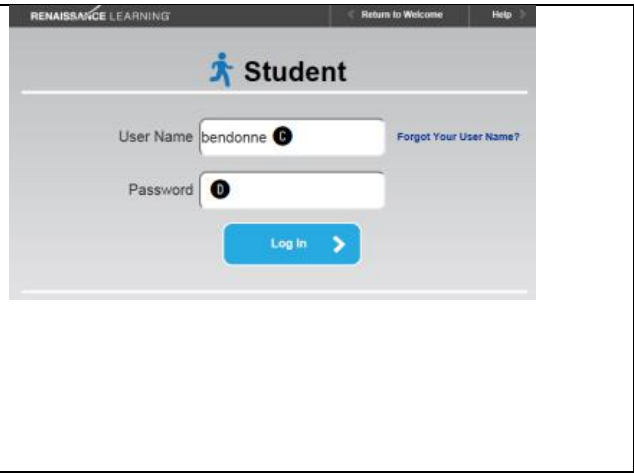 RENAISSANCE LEARNING Return to Welcome Help
Student
User Name bendonne C Forgot Your User Name?
Password D
Log In